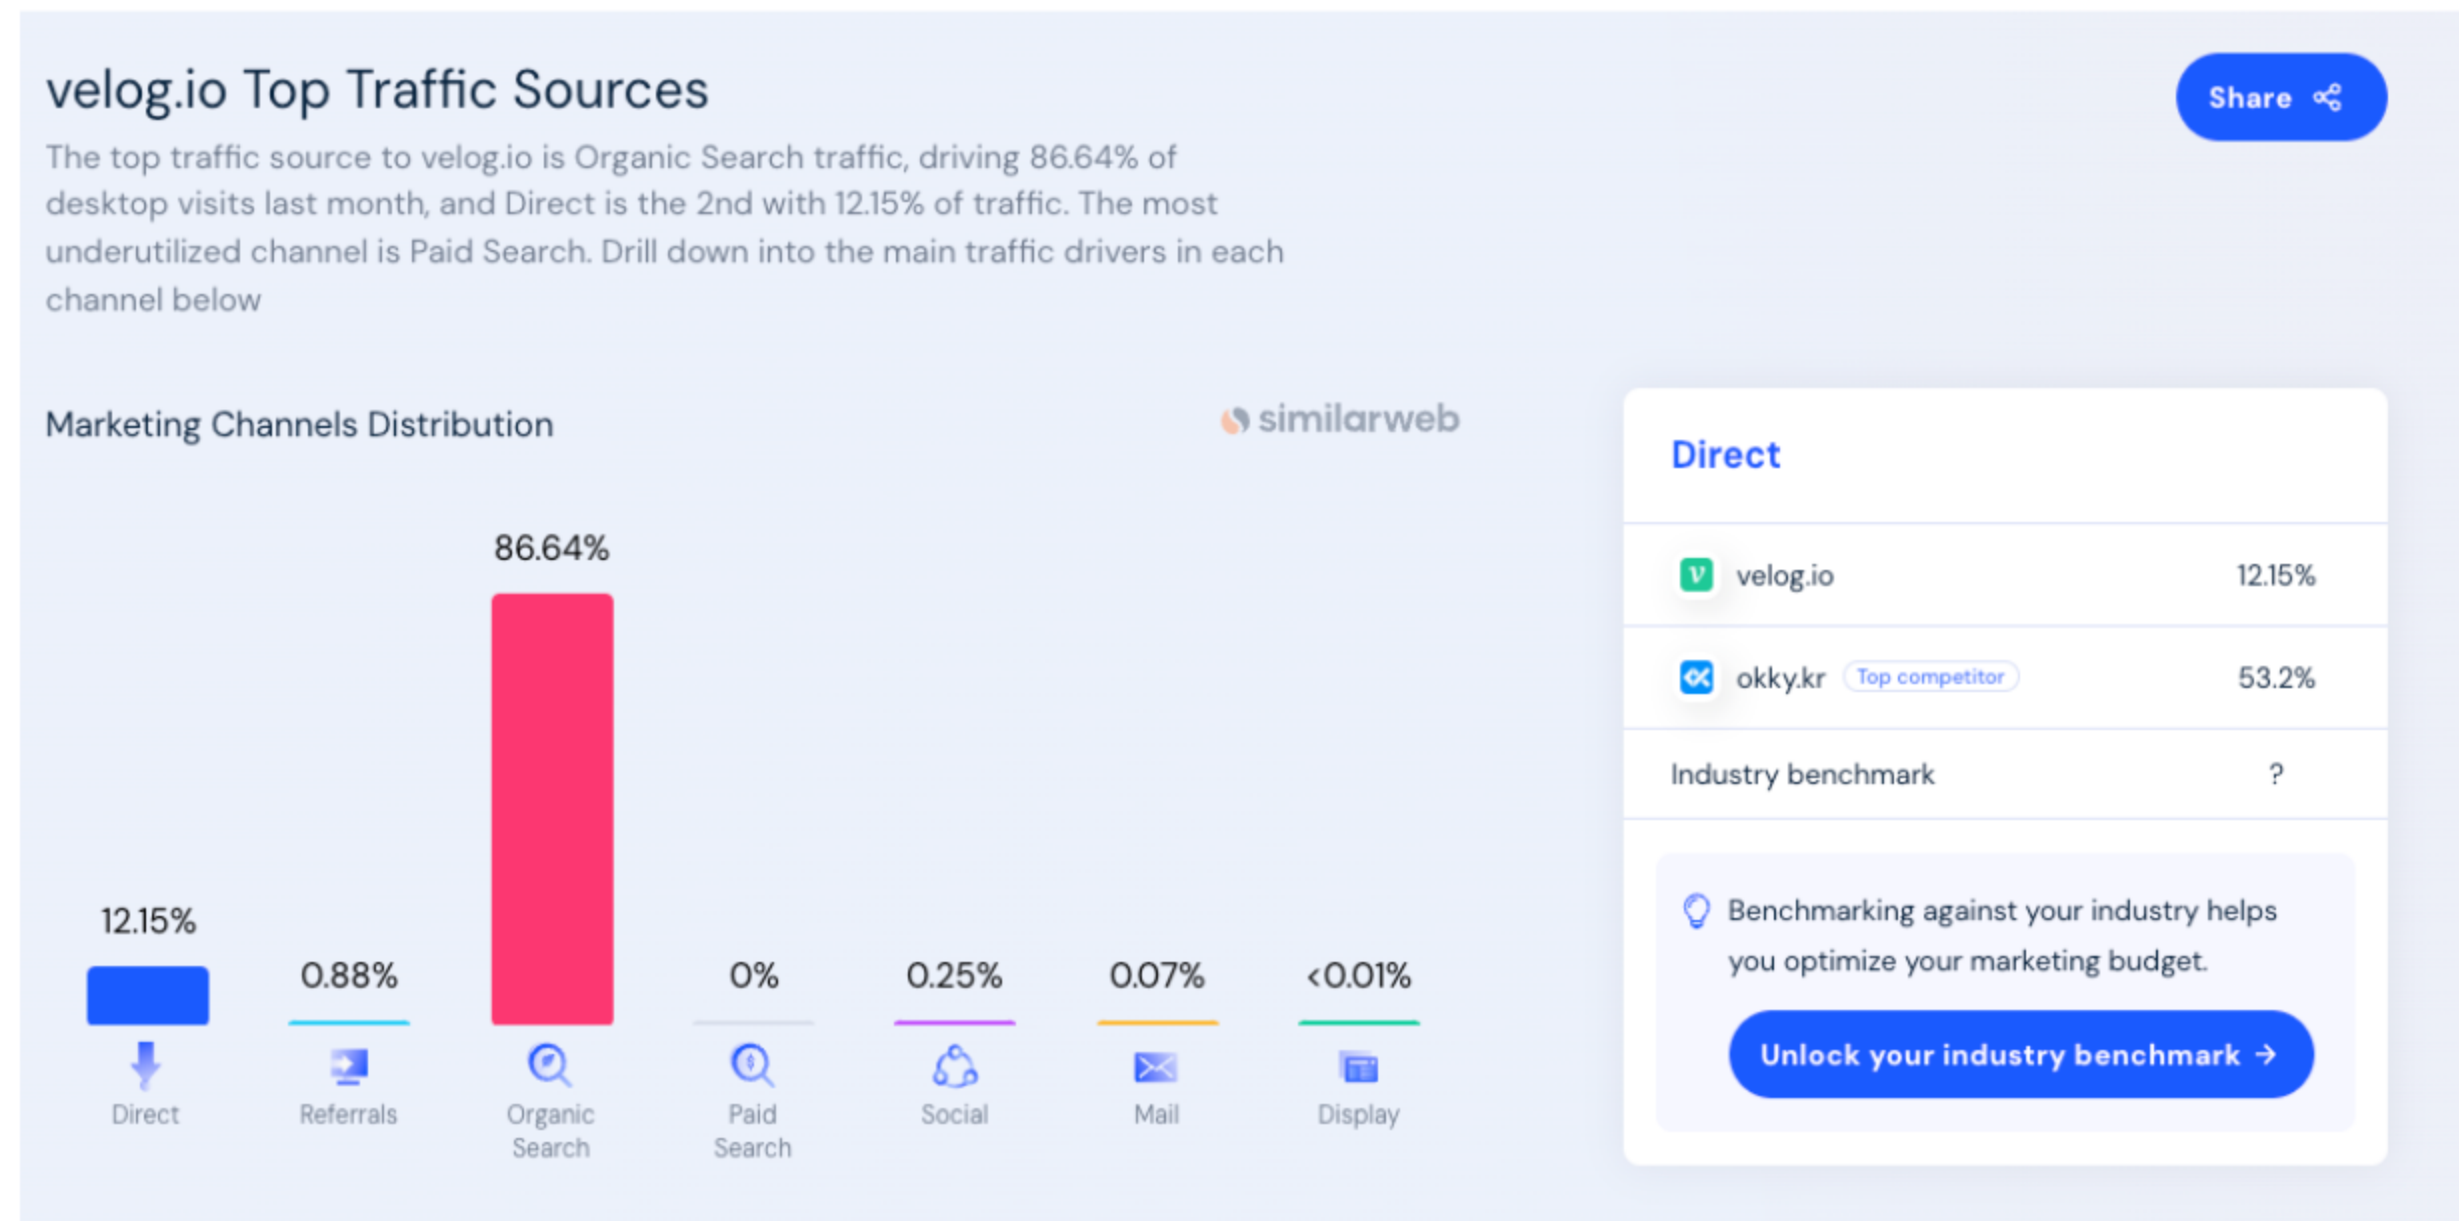 velog.io Top Traffic Sources
Share
The top traffic source to velog.io is Organic Search traffic, driving 86.64% of
desktop visits last month, and Direct is the 2nd with 12.15% of traffic. The most
underutilized channel is Paid Search. Drill down into the main traffic drivers in each
channel below
Marketing Channels Distribution
similarweb
12.15%
0.88%
86.64%
0%
0.25%
0.07%
<0.01%
Direct
Referrals
Organic
Search
Paid
Search
Social
Mail
Display
Direct
velog.io 12.15%
okky.kr Top competitor 53.2%
Industry benchmark ?
Benchmarking against your industry helps
you optimize your marketing budget.
Unlock your industry benchmark →